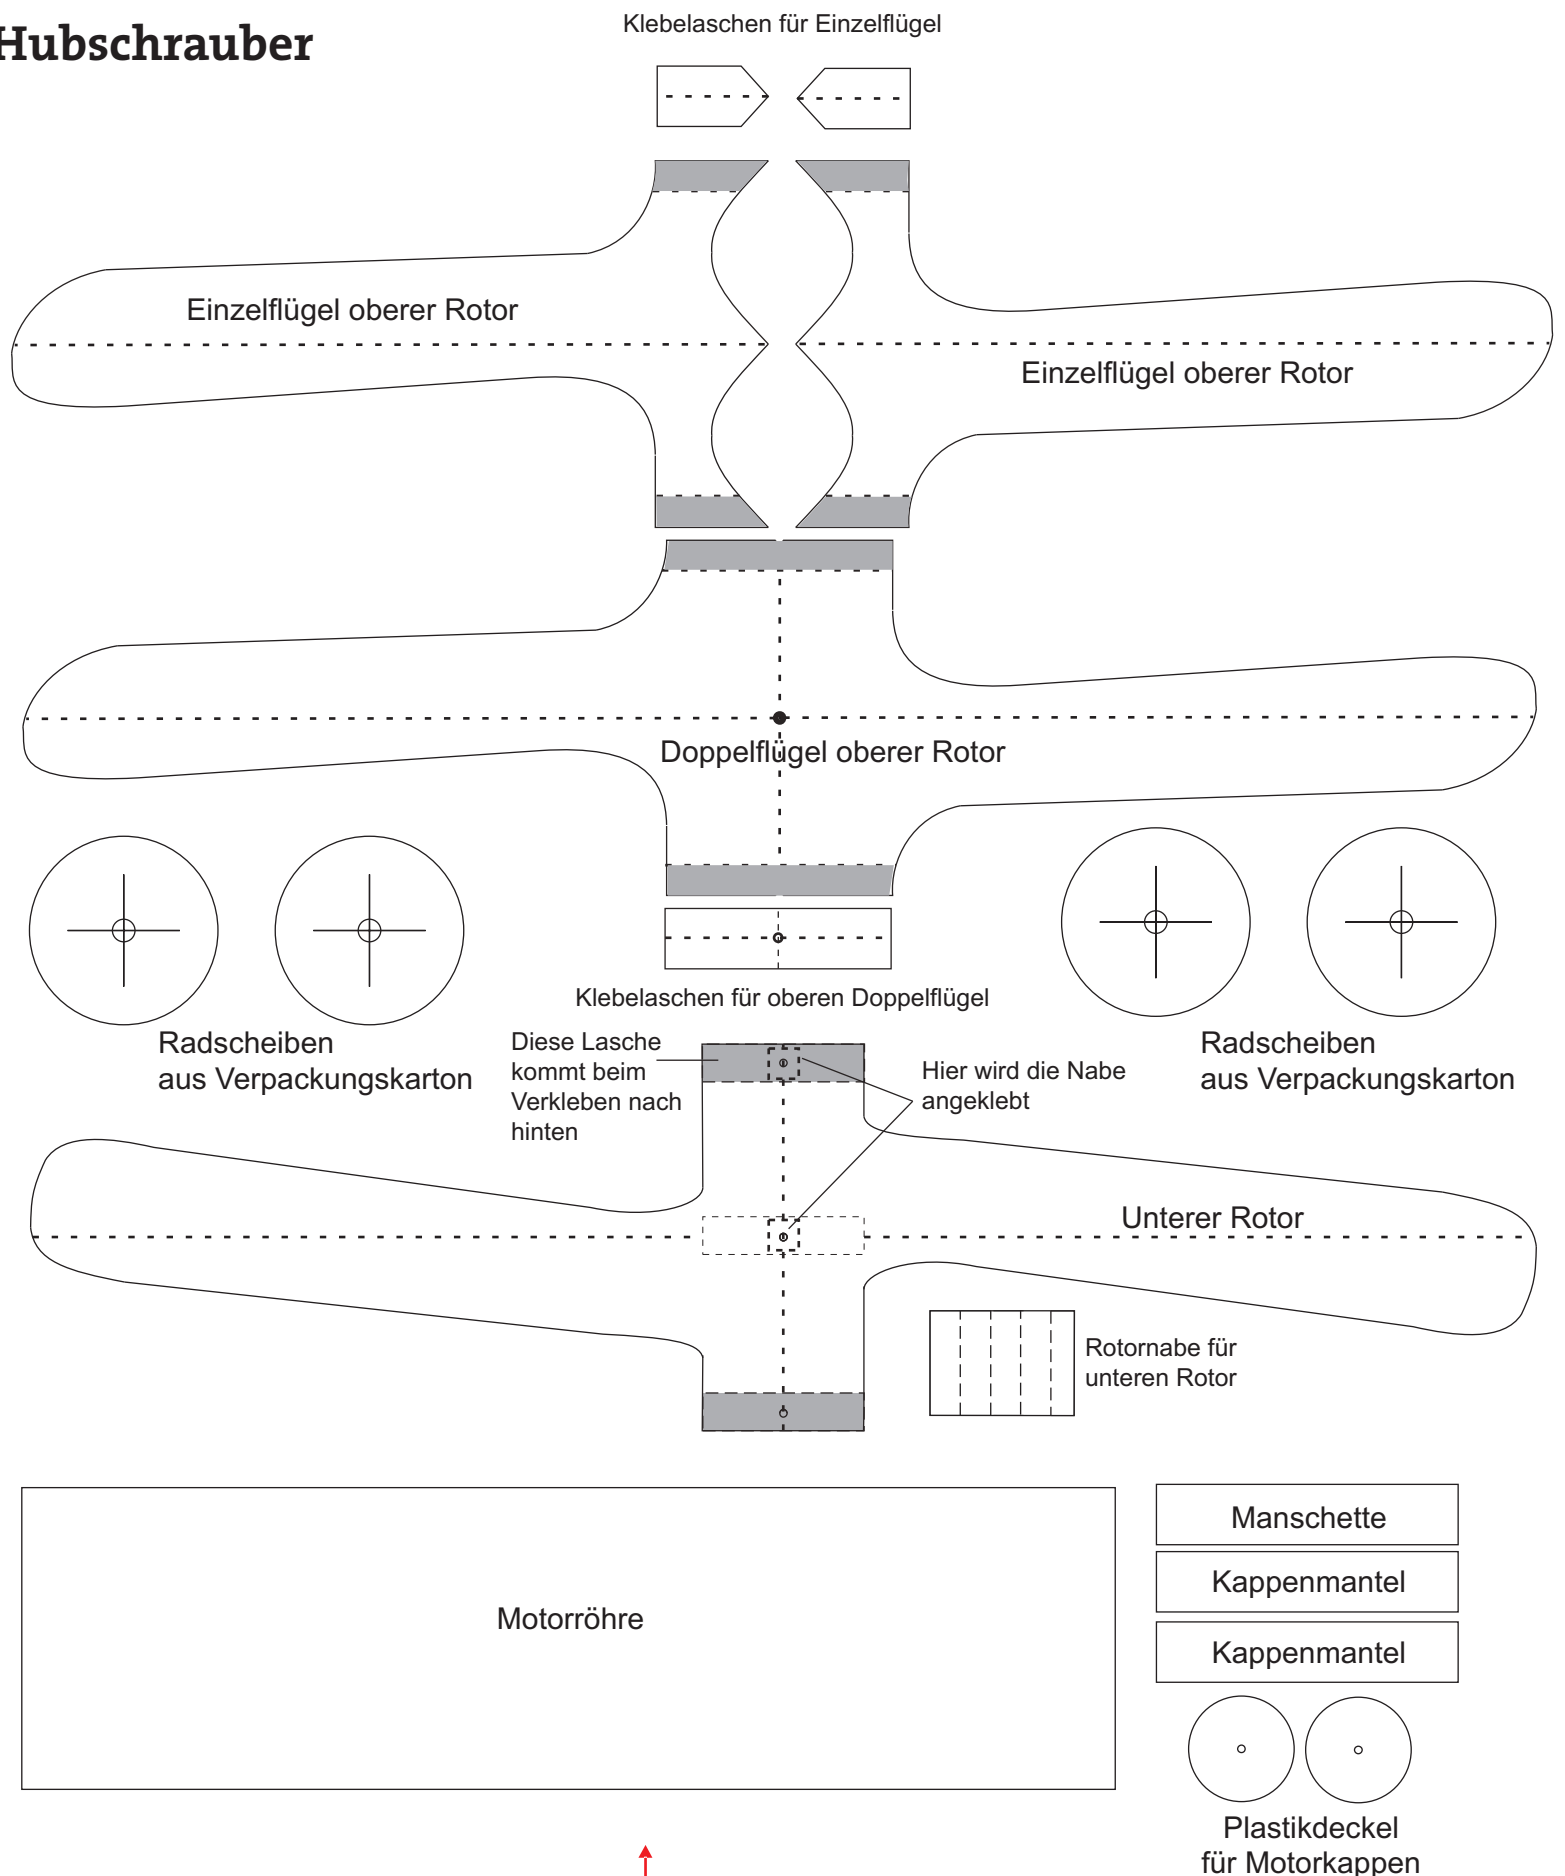 Hubschrauber
Klebelaschen für Einzelflügel
Einzelflügel oberer Rotor
Einzelflügel oberer Rotor
Doppelflügel oberer Rotor
Klebelaschen für oberen Doppelflügel
Radscheiben
aus Verpackungskarton
Radscheiben
aus Verpackungskarton
Diese Lasche
kommt beim
Verkleben nach
hinten
Hier wird die Nabe
angeklebt
Unterer Rotor
Rotornabe für
unteren Rotor
Motorröhre
Manschette
Kappenmantel
Kappenmantel
Plastikdeckel
für Motorkappen